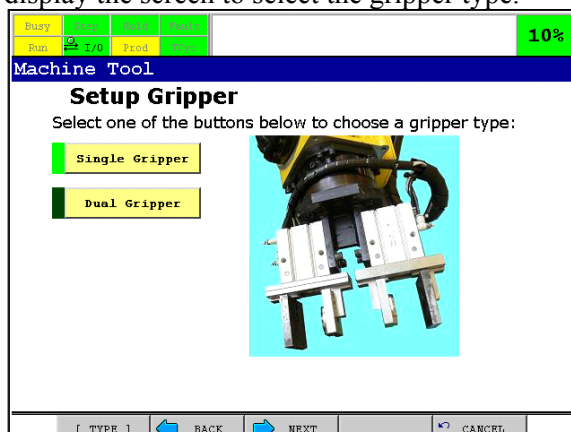 display the screen to select the gripper type.
Busy Step Hold Fault
Run I/O Prod TCyc
10%
Machine Tool
Setup Gripper
Select one of the buttons below to choose a gripper type:
Single Gripper
Dual Gripper
[ TYPE ] BACK NEXT CANCEL